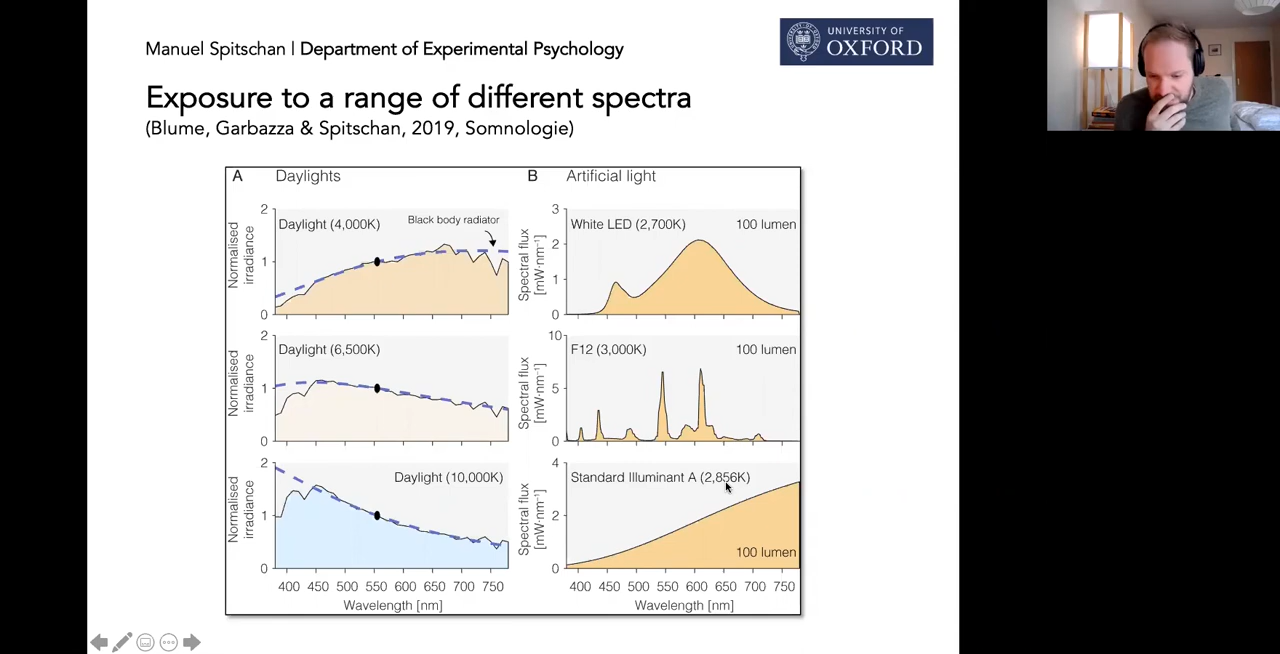 Manuel Spitschan | Department of Experimental Psychology
UNIVERSITY OF
OXFORD
Exposure to a range of different spectra
(Blume, Garbazza & Spitschan, 2019, Somnologie)
A Daylights
B Artificial light
Normalised
irradiance
2
1
0
Daylight (4,000K)
Black body radiator
Spectral flux
[mW·nm⁻¹]
3
2
1
0
White LED (2,700K)
100 lumen
Normalised
irradiance
2
1
0
Daylight (6,500K)
Spectral flux
[mW·nm⁻¹]
10
5
0
F12 (3,000K)
100 lumen
Normalised
irradiance
2
1
0
Daylight (10,000K)
Spectral flux
[mW·nm⁻¹]
4
2
0
Standard Illuminant A (2,856K)
100 lumen
400 450 500 550 600 650 700 750
400 450 500 550 600 650 700 750
Wavelength [nm]
Wavelength [nm]